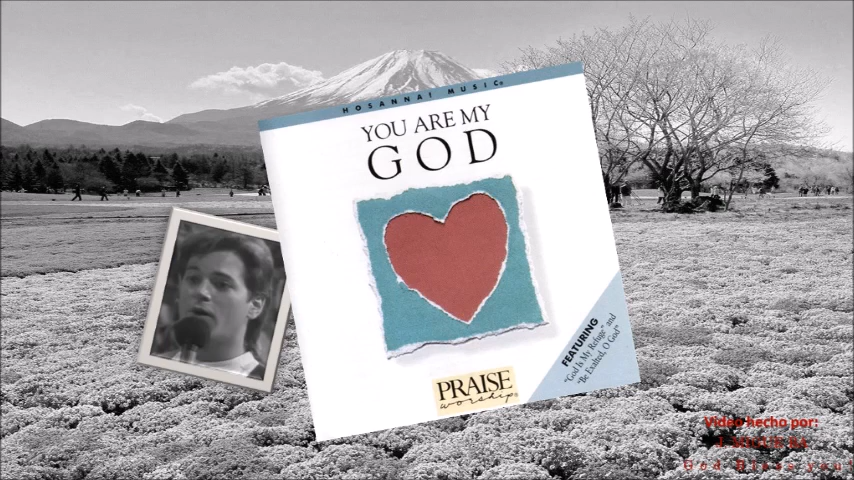 HOSANNA! MUSIC®
YOU ARE MY
GOD
FEATURING
"God Is My Refuge" and
"Be Exalted, O God"
PRAISE
worship®
Video hecho por:
God Bless you!